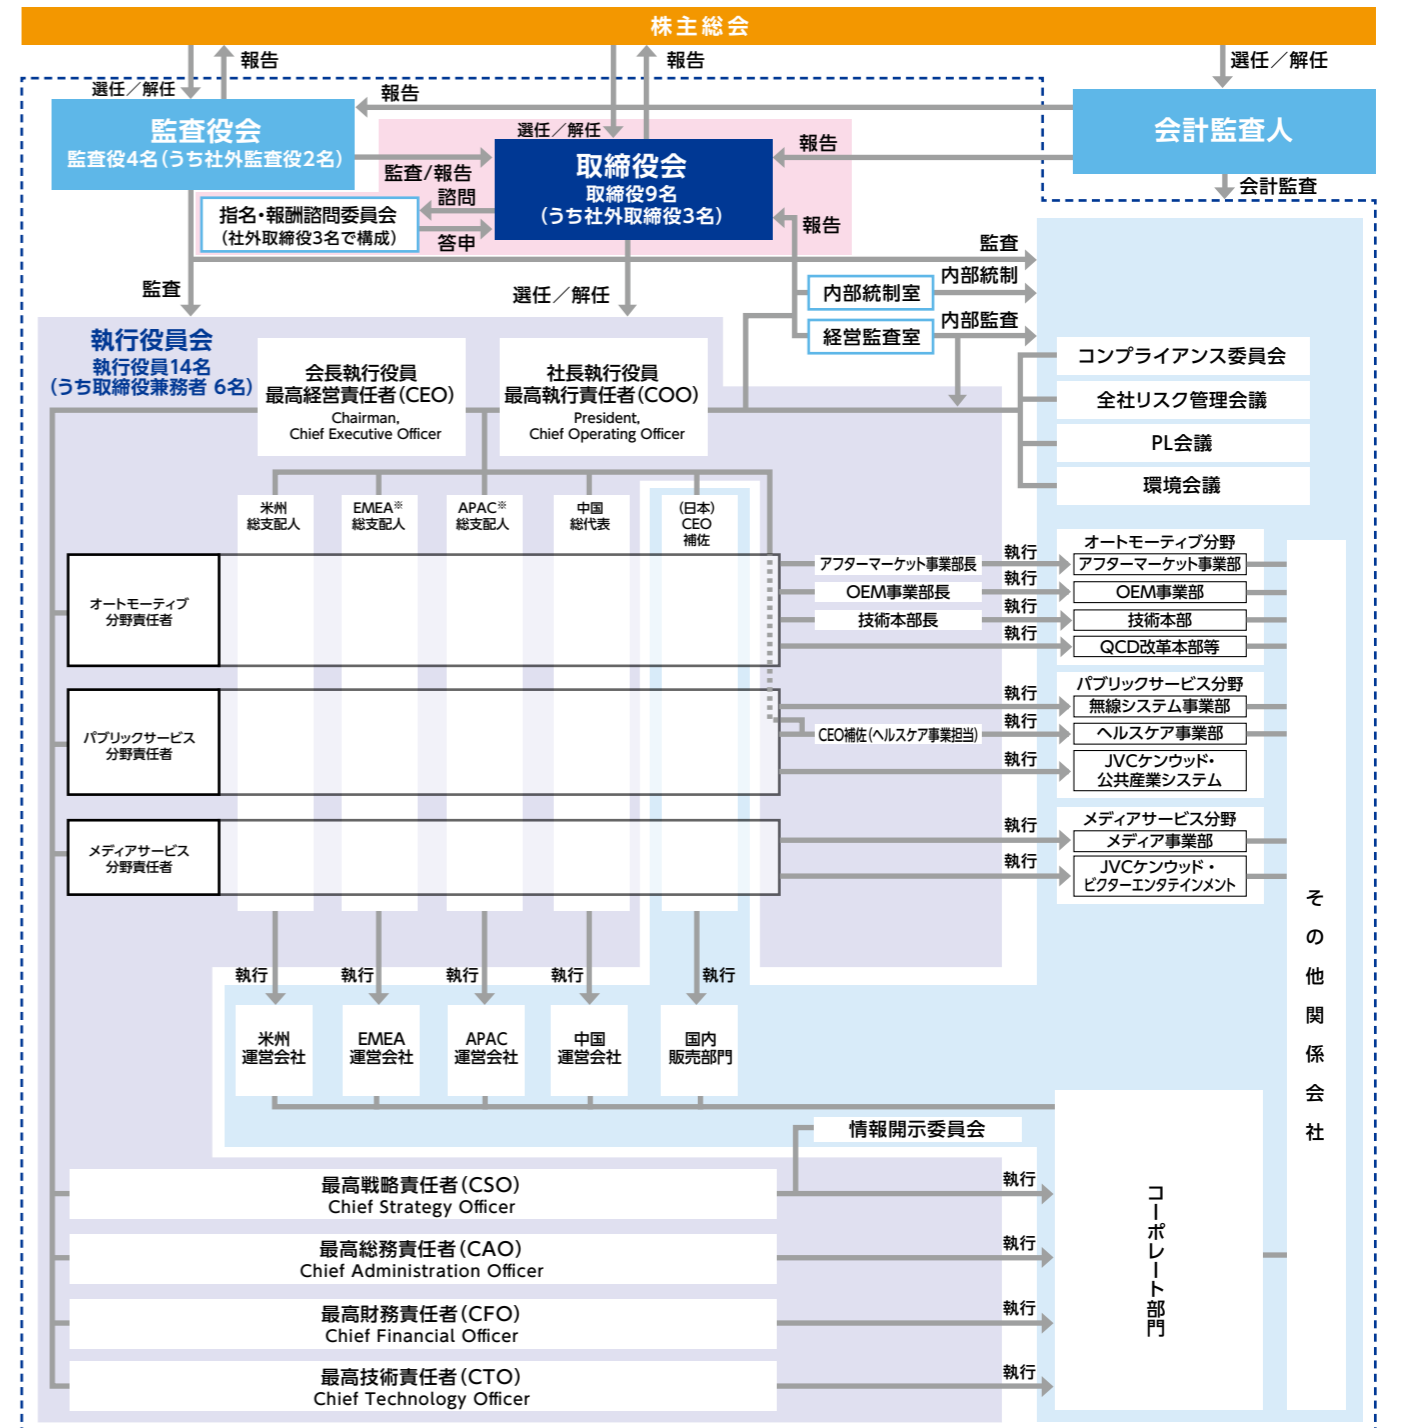 株主総会
報告
報告
選任／解任
選任／解任
報告
監査役会
監査役4名（うち社外監査役2名）
会計監査人
選任／解任
報告
取締役会
取締役9名
（うち社外取締役3名）
監査/報告
会計監査
諮問
指名・報酬諮問委員会
（社外取締役3名で構成）
答申
報告
監査
監査
選任／解任
内部統制室
内部統制
経営監査室
内部監査
執行役員会
執行役員14名
（うち取締役兼務者 6名）
会長執行役員
最高経営責任者（CEO）
Chairman,
Chief Executive Officer
社長執行役員
最高執行責任者（COO）
President,
Chief Operating Officer
コンプライアンス委員会
全社リスク管理会議
PL会議
環境会議
米州
総支配人
EMEA※
総支配人
APAC※
総支配人
中国
総代表
（日本）
CEO
補佐
オートモーティブ
分野責任者
アフターマーケット事業部長
OEM事業部長
技術本部長
執行
執行
執行
執行
オートモーティブ分野
アフターマーケット事業部
OEM事業部
技術本部
QCD改革本部等
パブリックサービス
分野責任者
CEO補佐（ヘルスケア事業担当）
執行
執行
執行
パブリックサービス分野
無線システム事業部
ヘルスケア事業部
JVCケンウッド・
公共産業システム
メディアサービス
分野責任者
執行
執行
メディアサービス分野
メディア事業部
JVCケンウッド・
ビクターエンタテインメント
その他関係会社
執行
執行
執行
執行
執行
米州
運営会社
EMEA
運営会社
APAC
運営会社
中国
運営会社
国内
販売部門
情報開示委員会
最高戦略責任者（CSO）
Chief Strategy Officer
執行
最高総務責任者（CAO）
Chief Administration Officer
執行
最高財務責任者（CFO）
Chief Financial Officer
執行
最高技術責任者（CTO）
Chief Technology Officer
執行
コーポレート部門